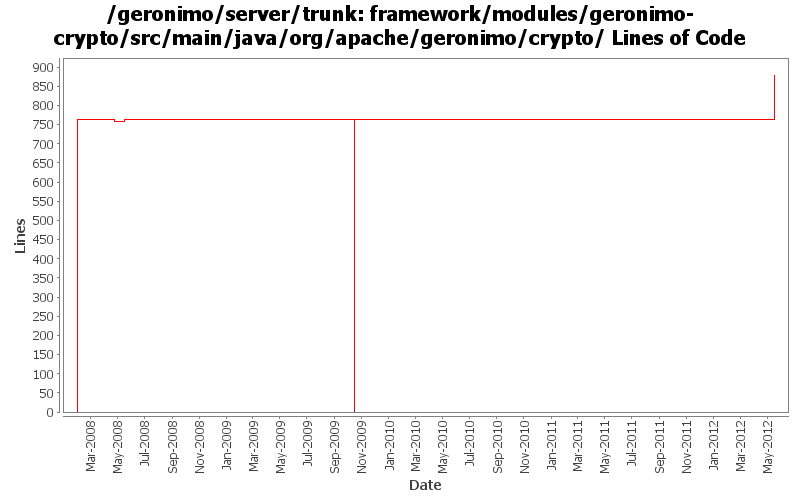 /geronimo/server/trunk: framework/modules/geronimo-
crypto/src/main/java/org/apache/geronimo/crypto/ Lines of Code
900
850
800
750
700
650
600
550
500
450
400
350
300
250
200
150
100
50
0
Lines
Mar-2008
May-2008
Jul-2008
Sep-2008
Nov-2008
Jan-2009
Mar-2009
May-2009
Jul-2009
Sep-2009
Nov-2009
Jan-2010
Mar-2010
May-2010
Jul-2010
Sep-2010
Nov-2010
Jan-2011
Mar-2011
May-2011
Jul-2011
Sep-2011
Nov-2011
Jan-2012
Mar-2012
May-2012
Date